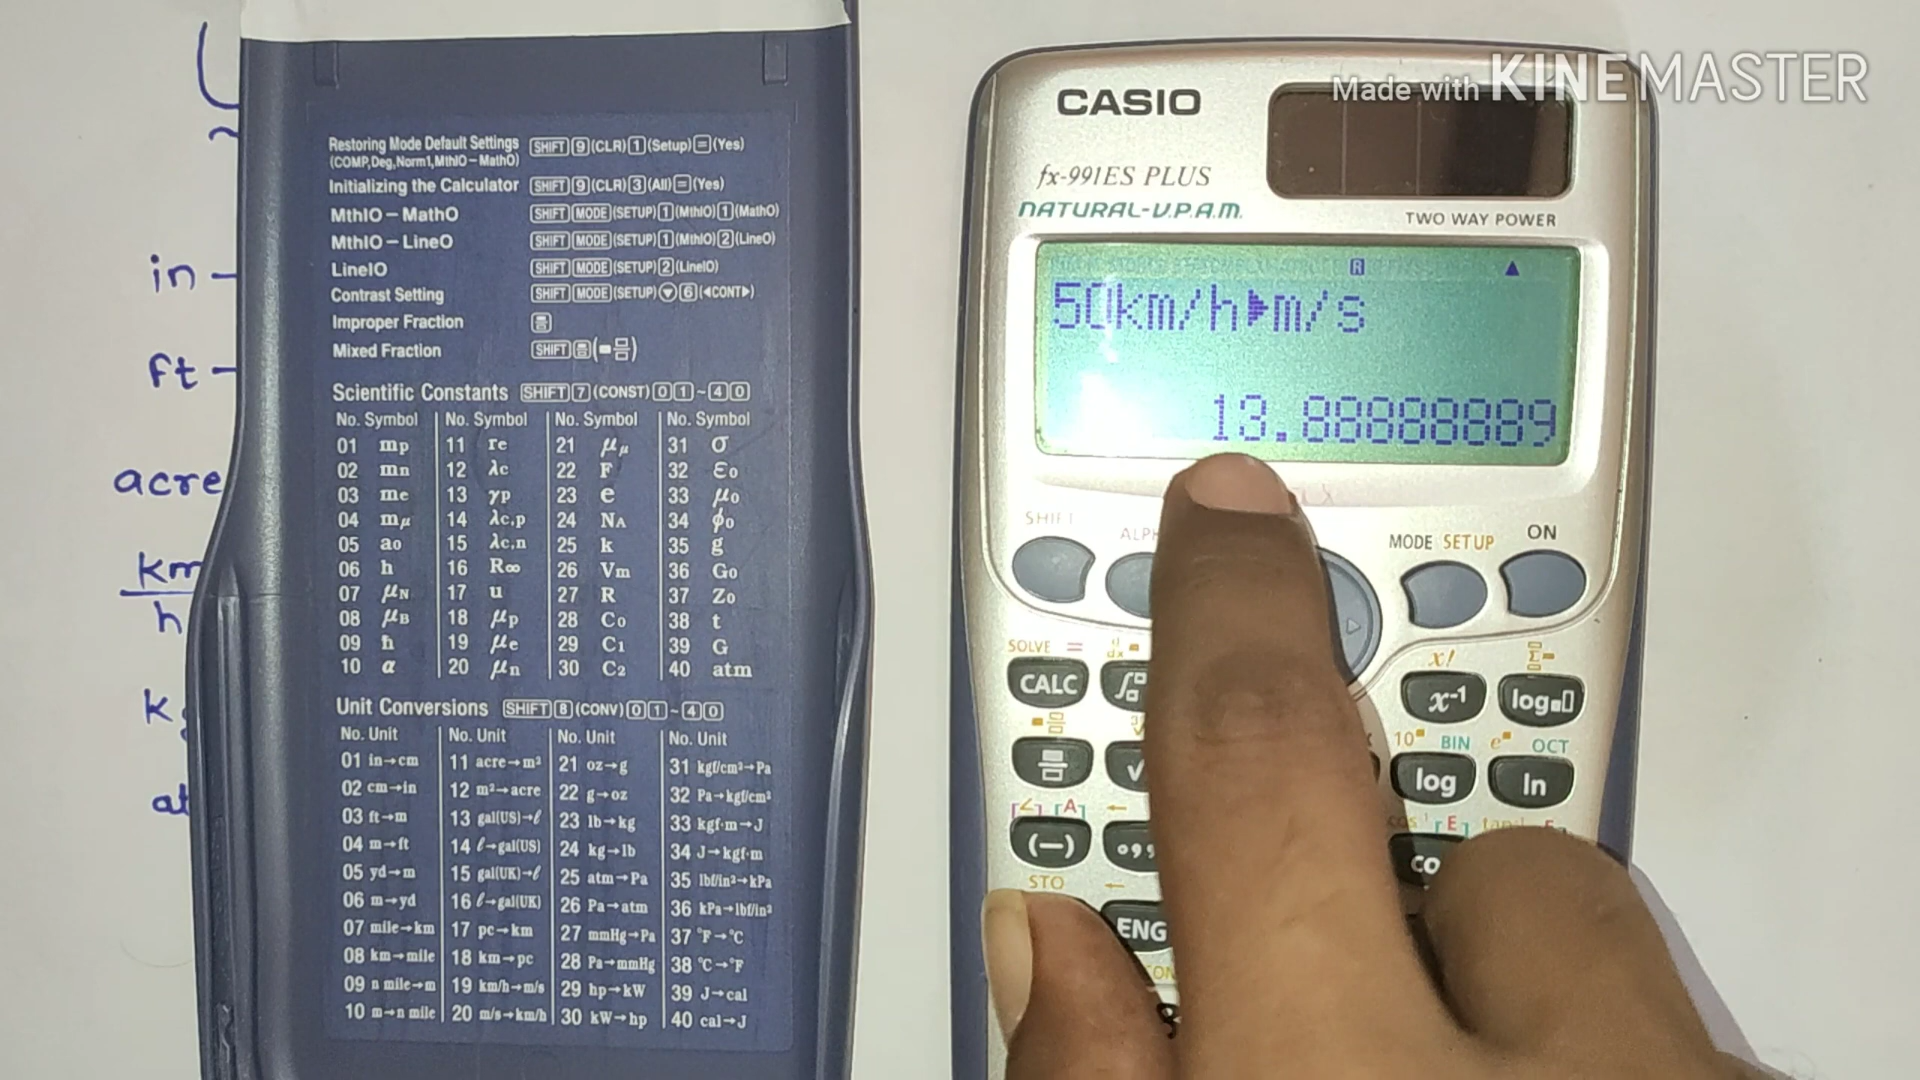 Made with KINEMASTER
in
ft
acre
km
h
k
at
Restoring Mode Default Settings SHIFT 9 (CLR) 1 (Setup) = (Yes)
(COMP,Deg,Norm1,MthIO–MathO)
Initializing the Calculator SHIFT 9 (CLR) 3 (All) = (Yes)
MthIO – MathO SHIFT MODE (SETUP) 1 (MthIO) 1 (MathO)
MthIO – LineO SHIFT MODE (SETUP) 1 (MthIO) 2 (LineO)
LineIO SHIFT MODE (SETUP) 2 (LineIO)
Contrast Setting SHIFT MODE (SETUP) ▼ 6 (◀CONT▶)
Improper Fraction
Mixed Fraction SHIFT
Scientific Constants SHIFT 7 (CONST) 0 1 ~ 4 0
No. Symbol No. Symbol No. Symbol No. Symbol
01 mp 11 re 21 μμ 31 σ
02 mn 12 λc 22 F 32 ε0
03 me 13 γp 23 e 33 μ0
04 mμ 14 λc,p 24 NA 34 ϕ0
05 a0 15 λc,n 25 k 35 g
06 h 16 R∞ 26 Vm 36 G0
07 μN 17 u 27 R 37 Z0
08 μB 18 μp 28 C0 38 t
09 ħ 19 μe 29 C1 39 G
10 α 20 μn 30 C2 40 atm
Unit Conversions SHIFT 8 (CONV) 0 1 ~ 4 0
No. Unit No. Unit No. Unit No. Unit
01 in→cm 11 acre→m² 21 oz→g 31 kgf/cm²→Pa
02 cm→in 12 m²→acre 22 g→oz 32 Pa→kgf/cm²
03 ft→m 13 gal(US)→ℓ 23 lb→kg 33 kgf·m→J
04 m→ft 14 ℓ→gal(US) 24 kg→lb 34 J→kgf·m
05 yd→m 15 gal(UK)→ℓ 25 atm→Pa 35 lbf/in²→kPa
06 m→yd 16 ℓ→gal(UK) 26 Pa→atm 36 kPa→lbf/in²
07 mile→km 17 pc→km 27 mmHg→Pa 37 °F→°C
08 km→mile 18 km→pc 28 Pa→mmHg 38 °C→°F
09 n mile→m 19 km/h→m/s 29 hp→kW 39 J→cal
10 m→n mile 20 m/s→km/h 30 kW→hp 40 cal→J
CASIO
fx-991ES PLUS
NATURAL-V.P.A.M.
TWO WAY POWER
R ▲
50km/h▶m/s
13.88888889
SHIFT ALPH MODE SETUP ON
SOLVE = d/dx x! Σ
CALC x⁻¹ log
10 BIN e OCT
√ log ln
∠ [A] ← [E]
(−) co
STO ←
ENG